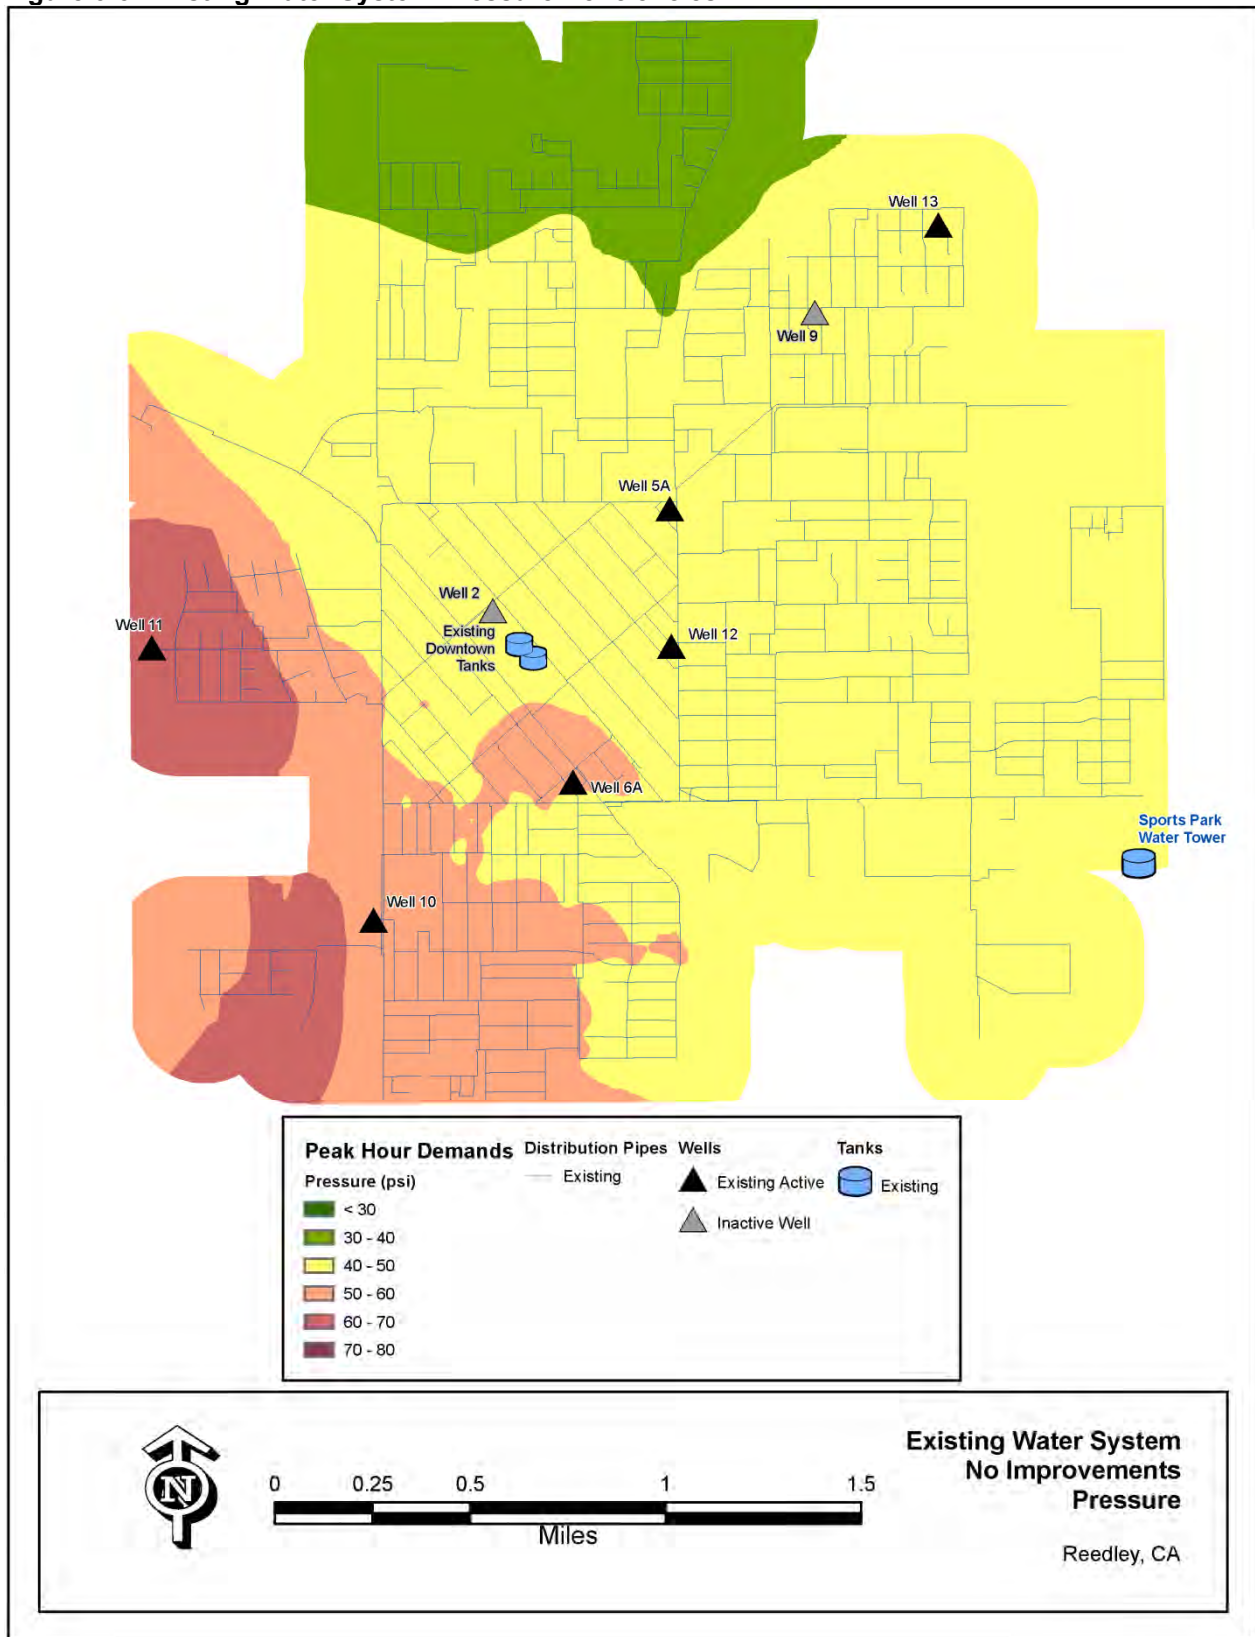 Well 13
Well 9
Well 5A
Well 2
Existing
Downtown
Tanks
Well 12
Well 11
Well 6A
Sports Park
Water Tower
Well 10
Peak Hour Demands
Pressure (psi)
< 30
30 - 40
40 - 50
50 - 60
60 - 70
70 - 80
Distribution Pipes
Existing
Wells
Existing Active
Inactive Well
Tanks
Existing
N
0 0.25 0.5 1 1.5
Miles
Existing Water System
No Improvements
Pressure
Reedley, CA